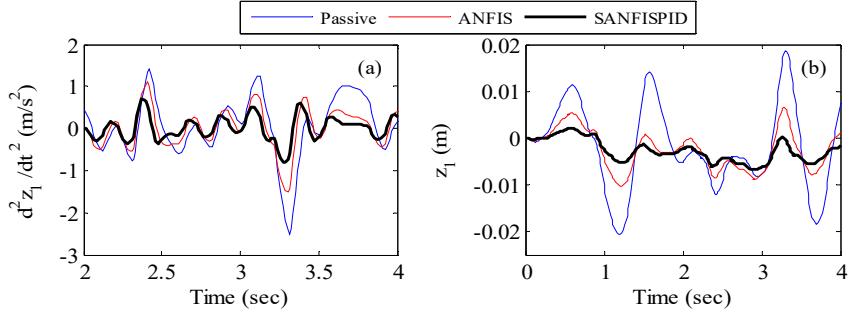 Passive ANFIS SANFISPID
(a)
d²z₁/dt² (m/s²)
2
1
0
-1
-2
-3
2 2.5 3 3.5 4
Time (sec)
(b)
z₁ (m)
0.02
0.01
0
-0.01
-0.02
0 1 2 3 4
Time (sec)